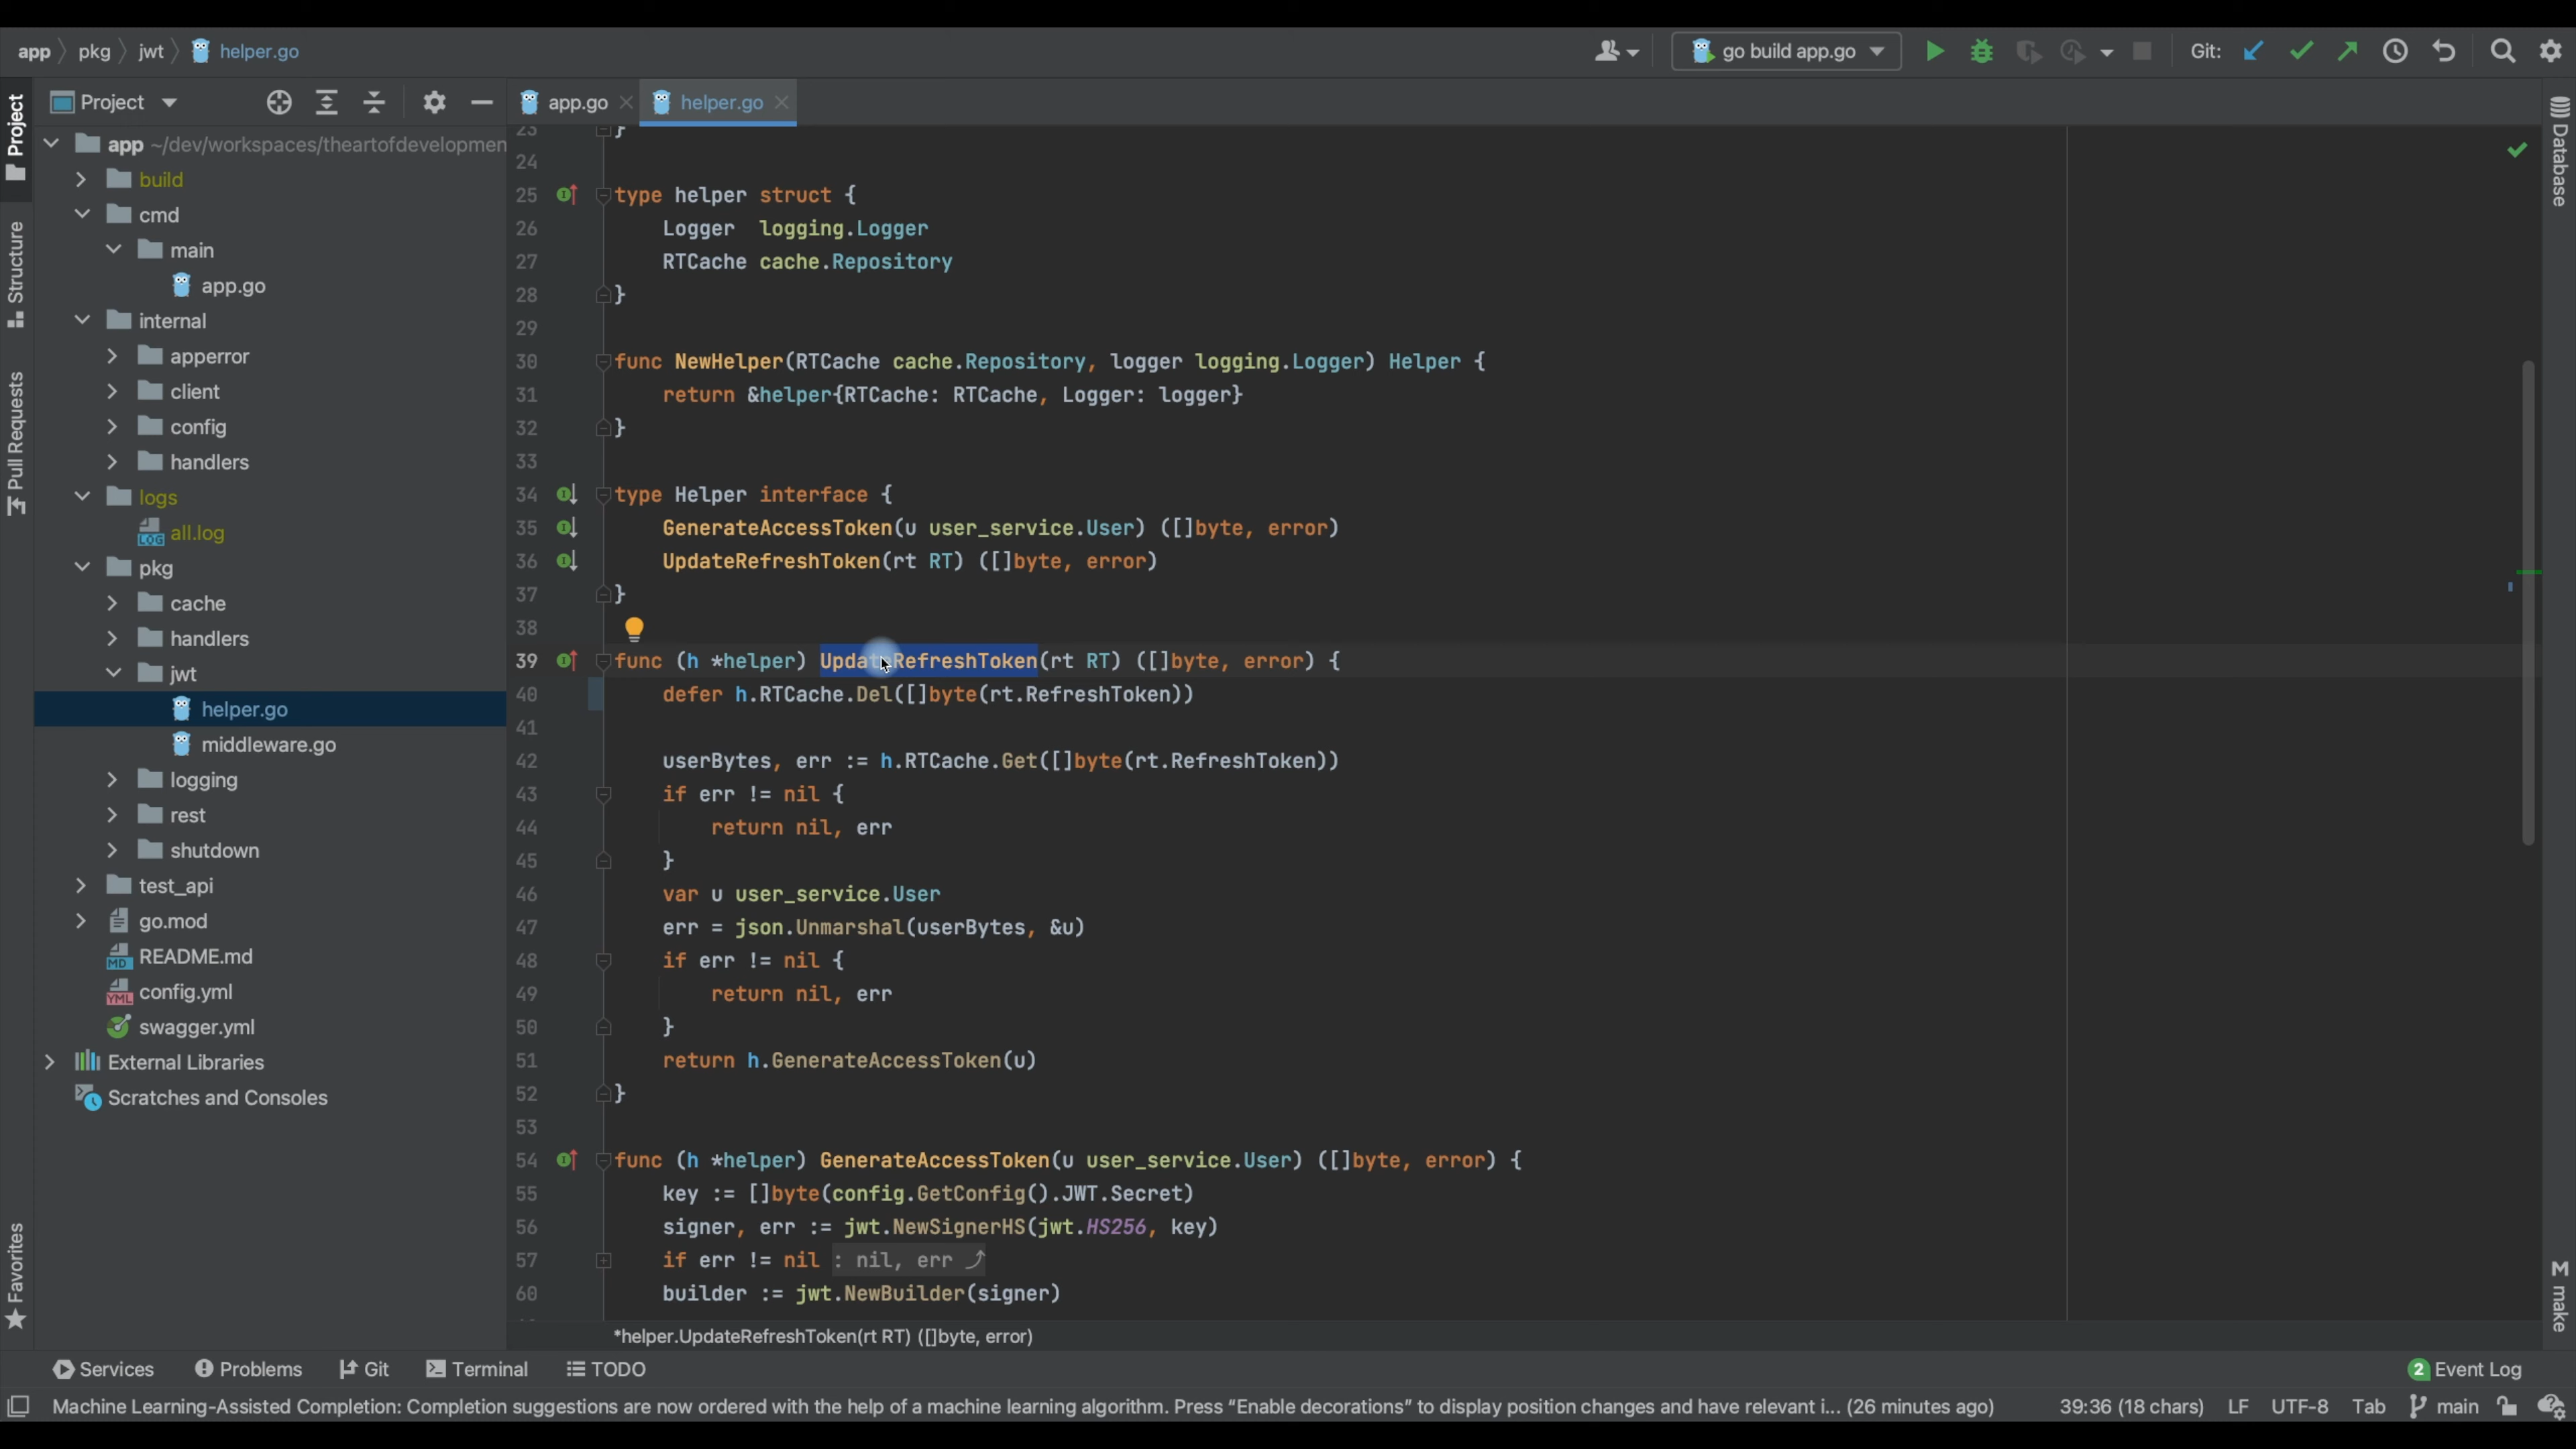 app pkg jwt helper.go
go build app.go Git:
Project
app.go helper.go
Project
Structure
Pull Requests
Favorites
app ~/dev/workspaces/theartofdevelopmen
build
cmd
main
app.go
internal
apperror
client
config
handlers
logs
all.log
pkg
cache
handlers
jwt
helper.go
middleware.go
logging
rest
shutdown
test_api
go.mod
README.md
config.yml
swagger.yml
External Libraries
Scratches and Consoles
23 }
24
25 type helper struct {
26 Logger logging.Logger
27 RTCache cache.Repository
28 }
29
30 func NewHelper(RTCache cache.Repository, logger logging.Logger) Helper {
31 return &helper{RTCache: RTCache, Logger: logger}
32 }
33
34 type Helper interface {
35 GenerateAccessToken(u user_service.User) ([]byte, error)
36 UpdateRefreshToken(rt RT) ([]byte, error)
37 }
38
39 func (h *helper) UpdateRefreshToken(rt RT) ([]byte, error) {
40 defer h.RTCache.Del([]byte(rt.RefreshToken))
41
42 userBytes, err := h.RTCache.Get([]byte(rt.RefreshToken))
43 if err != nil {
44 return nil, err
45 }
46 var u user_service.User
47 err = json.Unmarshal(userBytes, &u)
48 if err != nil {
49 return nil, err
50 }
51 return h.GenerateAccessToken(u)
52 }
53
54 func (h *helper) GenerateAccessToken(u user_service.User) ([]byte, error) {
55 key := []byte(config.GetConfig().JWT.Secret)
56 signer, err := jwt.NewSignerHS(jwt.HS256, key)
57 if err != nil : nil, err
60 builder := jwt.NewBuilder(signer)
*helper.UpdateRefreshToken(rt RT) ([]byte, error)
Database
make
Services Problems Git Terminal TODO 2 Event Log
Machine Learning-Assisted Completion: Completion suggestions are now ordered with the help of a machine learning algorithm. Press “Enable decorations” to display position changes and have relevant i... (26 minutes ago) 39:36 (18 chars) LF UTF-8 Tab main